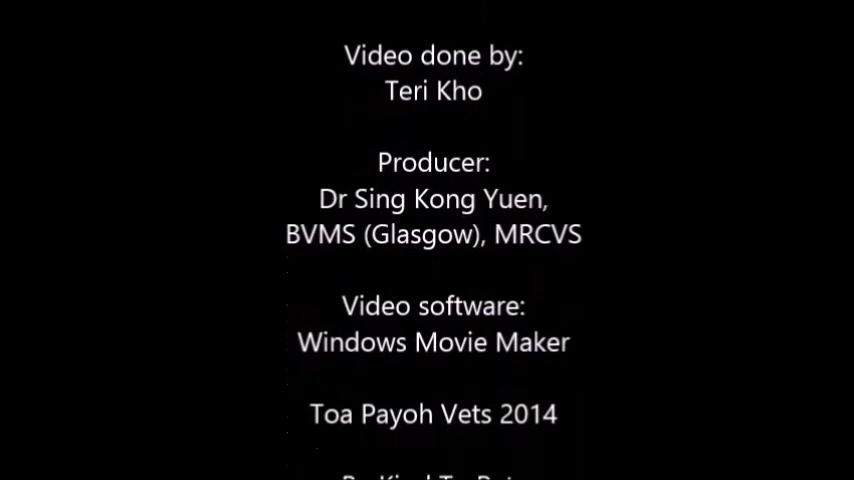 Video done by:
Teri Kho
Producer:
Dr Sing Kong Yuen,
BVMS (Glasgow), MRCVS
Video software:
Windows Movie Maker
Toa Payoh Vets 2014